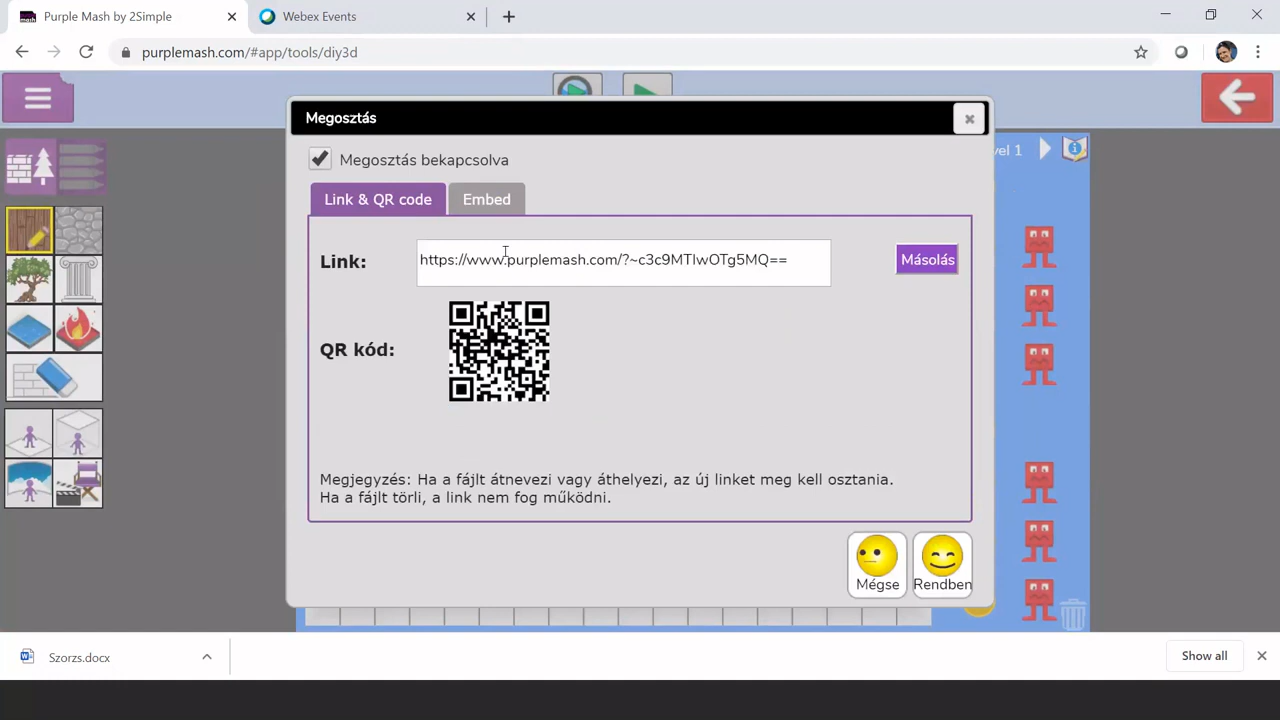 Purple Mash by 2Simple
Webex Events
purplemash.com/#app/tools/diy3d
Megosztás
Megosztás bekapcsolva
vel 1
Link & QR code
Embed
Link:
https://www.purplemash.com/?~c3c9MTIwOTg5MQ==
Másolás
QR kód:
Megjegyzés: Ha a fájlt átnevezi vagy áthelyezi, az új linket meg kell osztania.
Ha a fájlt törli, a link nem fog működni.
Mégse
Rendben
Szorzs.docx
Show all